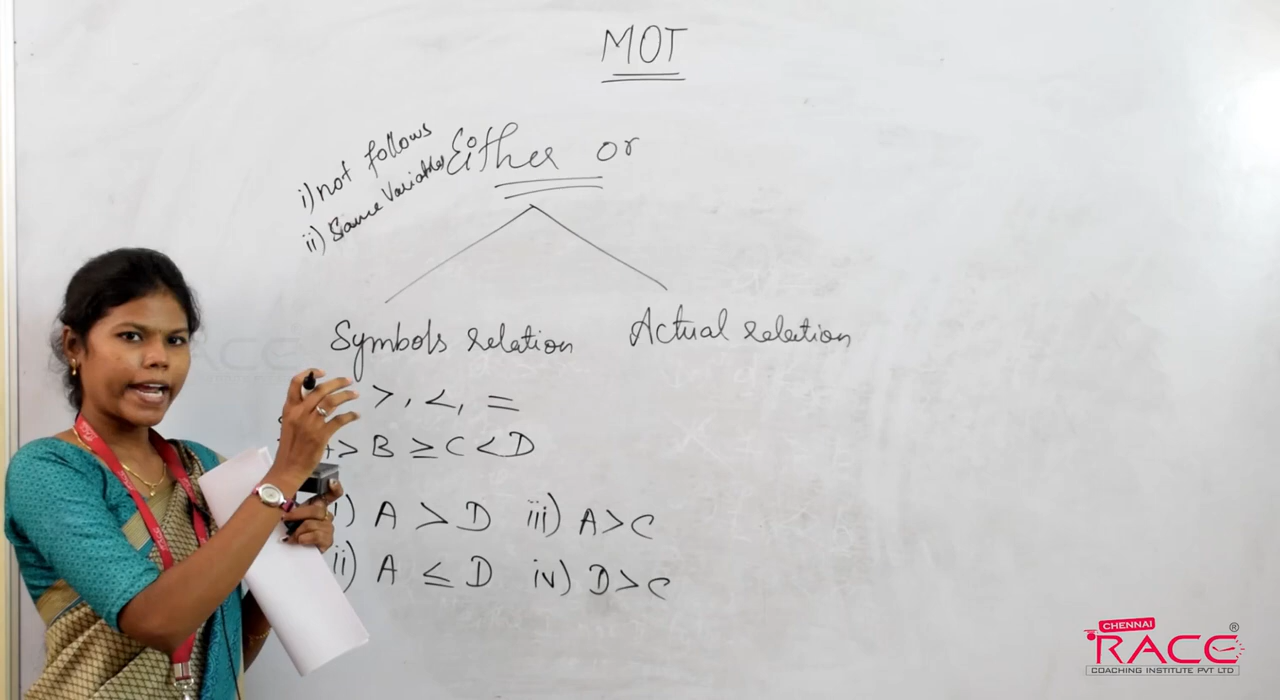 MOT
Either or
i) not follows
ii) Same Variables
Symbols relation
Actual relation
>, <, =
> B ≥ C < D
i) A > D
iii) A > C
ii) A ≤ D
iv) D > C
CHENNAI
RACE ®
COACHING INSTITUTE PVT LTD